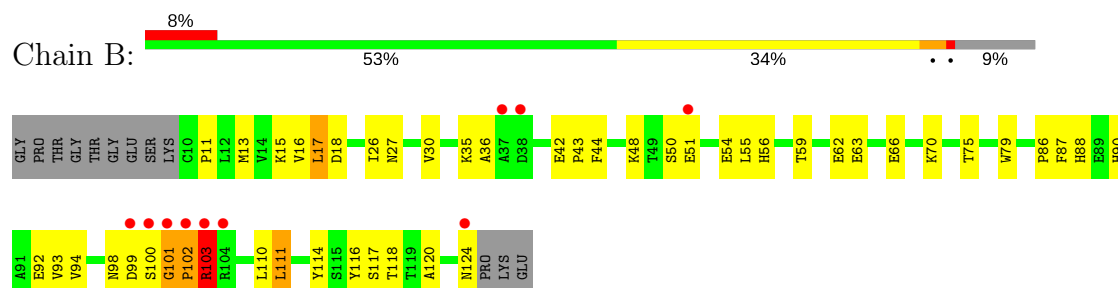 8%
Chain B:
53% 34% • • 9%
GLY PRO THR GLY THR GLY GLU SER LYS C10 P11 L12 M13 V14 K15 V16 L17 D18 I26 N27 V30 K35 A36 A37 D38 E42 P43 F44 K48 T49 S50 E51 E54 L55 H56 T59 E62 E63 E66 K70 T75 W79 P86 F87 H88 E89 H90
A91 E92 V93 V94 N98 D99 S100 G101 P102 R103 R104 L110 L111 Y114 S115 Y116 S117 T118 T119 A120 N124 PRO LYS GLU